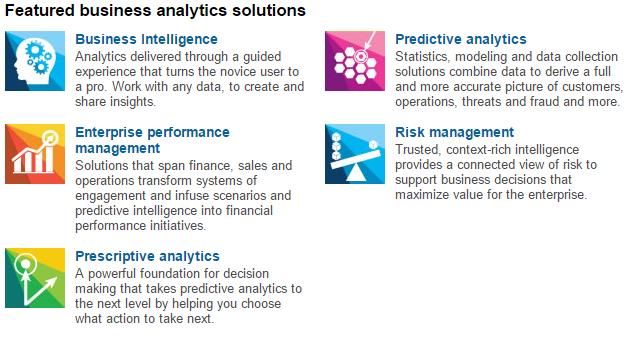 Featured business analytics solutions
Business Intelligence
Analytics delivered through a guided
experience that turns the novice user to
a pro. Work with any data, to create and
share insights.
Predictive analytics
Statistics, modeling and data collection
solutions combine data to derive a full
and more accurate picture of customers,
operations, threats and fraud and more.
Enterprise performance
management
Solutions that span finance, sales and
operations transform systems of
engagement and infuse scenarios and
predictive intelligence into financial
performance initiatives.
Risk management
Trusted, context-rich intelligence
provides a connected view of risk to
support business decisions that
maximize value for the enterprise.
Prescriptive analytics
A powerful foundation for decision
making that takes predictive analytics to
the next level by helping you choose
what action to take next.